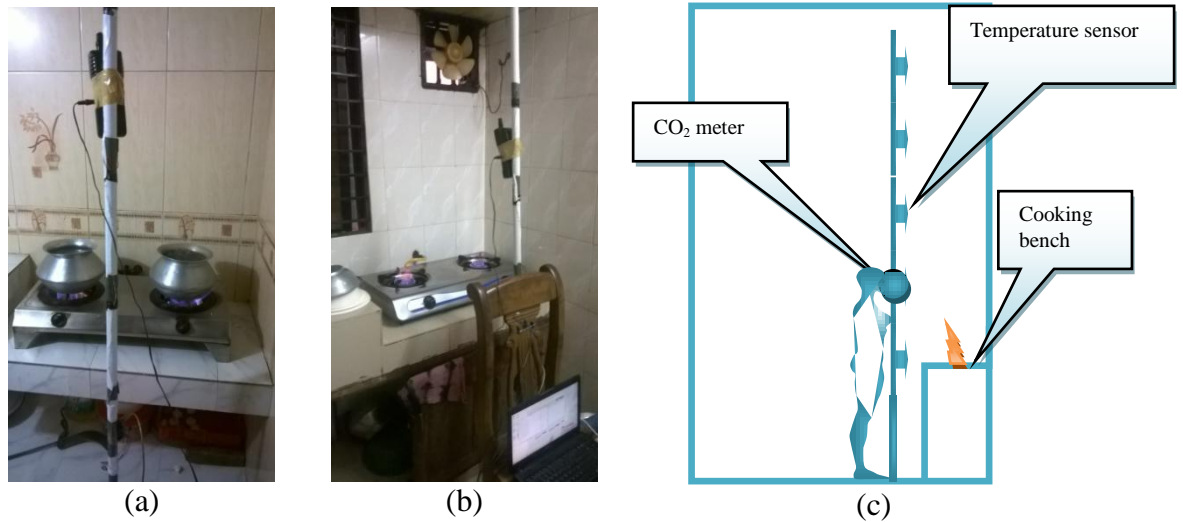 Temperature sensor
CO₂ meter
Cooking
bench
(a)
(b)
(c)